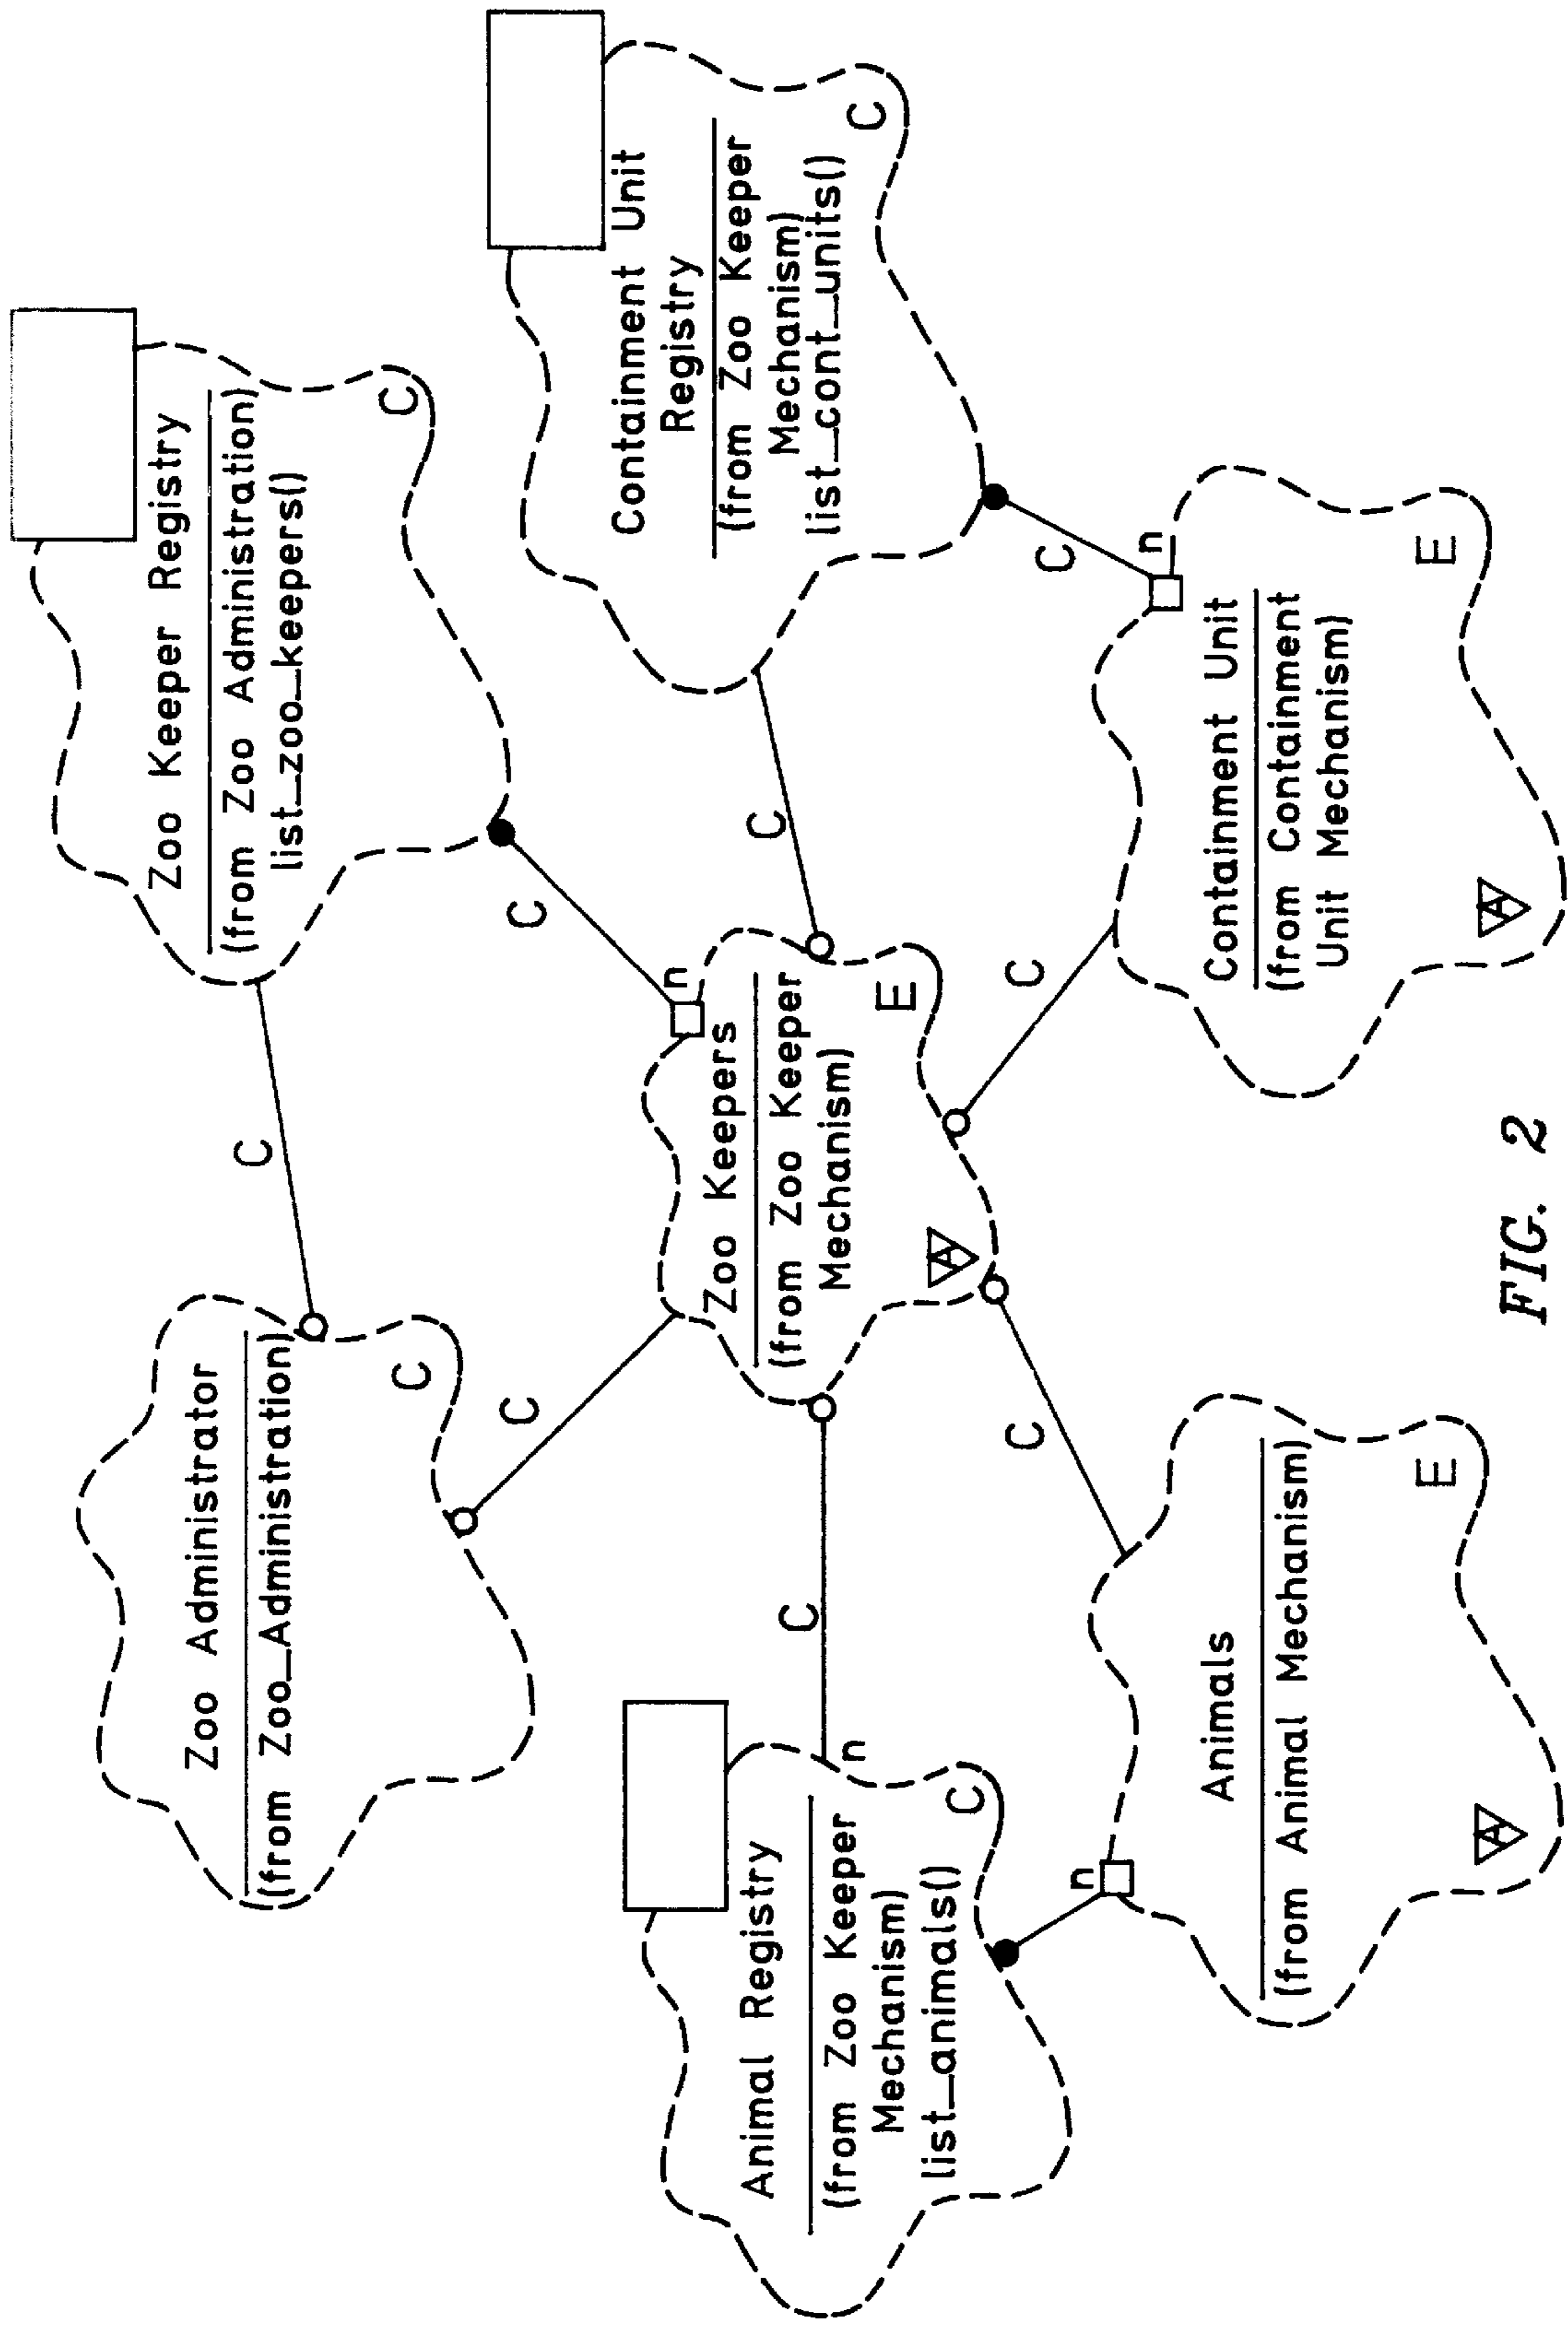 Zoo Administrator
(from Zoo_Administration)
C
C
Zoo Keeper Registry
(from Zoo Administration)
list_zoo_keepers()
C
C
C
Containment Unit
Registry
(from Zoo Keeper
Mechanism)
list_cont_units()
C
C
Zoo Keepers
(from Zoo Keeper
Mechanism)
n
E
A
C
Animal Registry
(from Zoo Keeper
Mechanism)
list_animals()
C
n
C
C
C
C
n
Animals
(from Animal Mechanism)
E
A
n
Containment Unit
(from Containment
Unit Mechanism)
E
A
FIG. 2